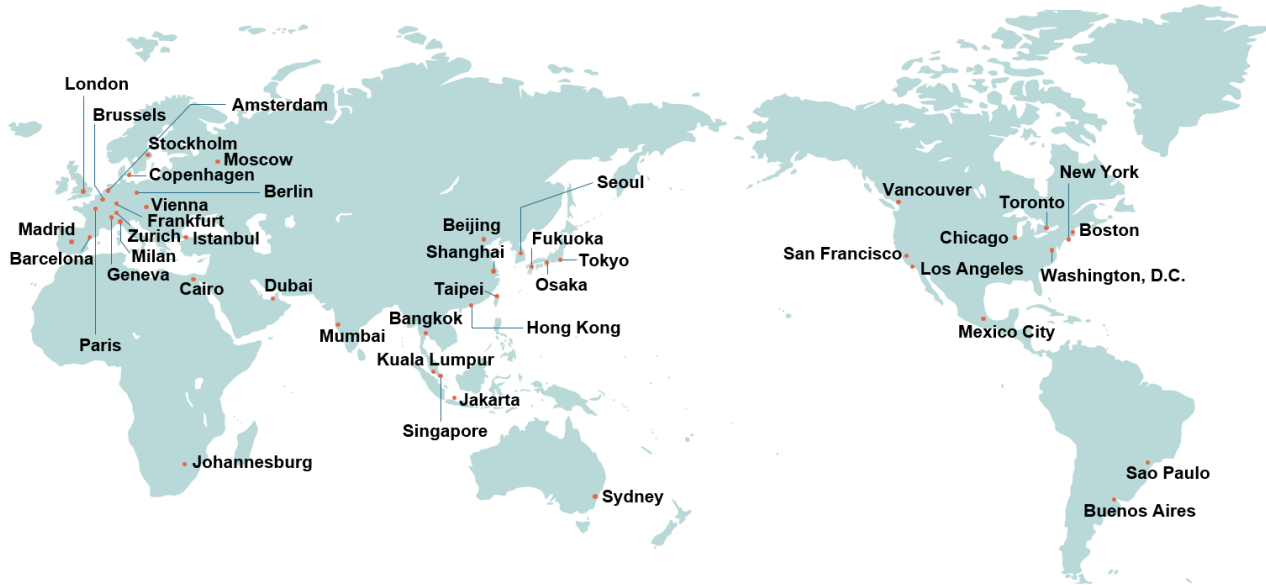 London
Brussels
Amsterdam
Stockholm
Moscow
Copenhagen
Berlin
Vienna
Frankfurt
Madrid
Zurich
Istanbul
Barcelona
Milan
Geneva
Cairo
Dubai
Paris
Mumbai
Johannesburg
Seoul
Beijing
Fukuoka
Shanghai
Tokyo
Osaka
Taipei
Bangkok
Hong Kong
Kuala Lumpur
Jakarta
Singapore
Sydney
New York
Vancouver
Toronto
Boston
Chicago
San Francisco
Los Angeles
Washington, D.C.
Mexico City
Sao Paulo
Buenos Aires